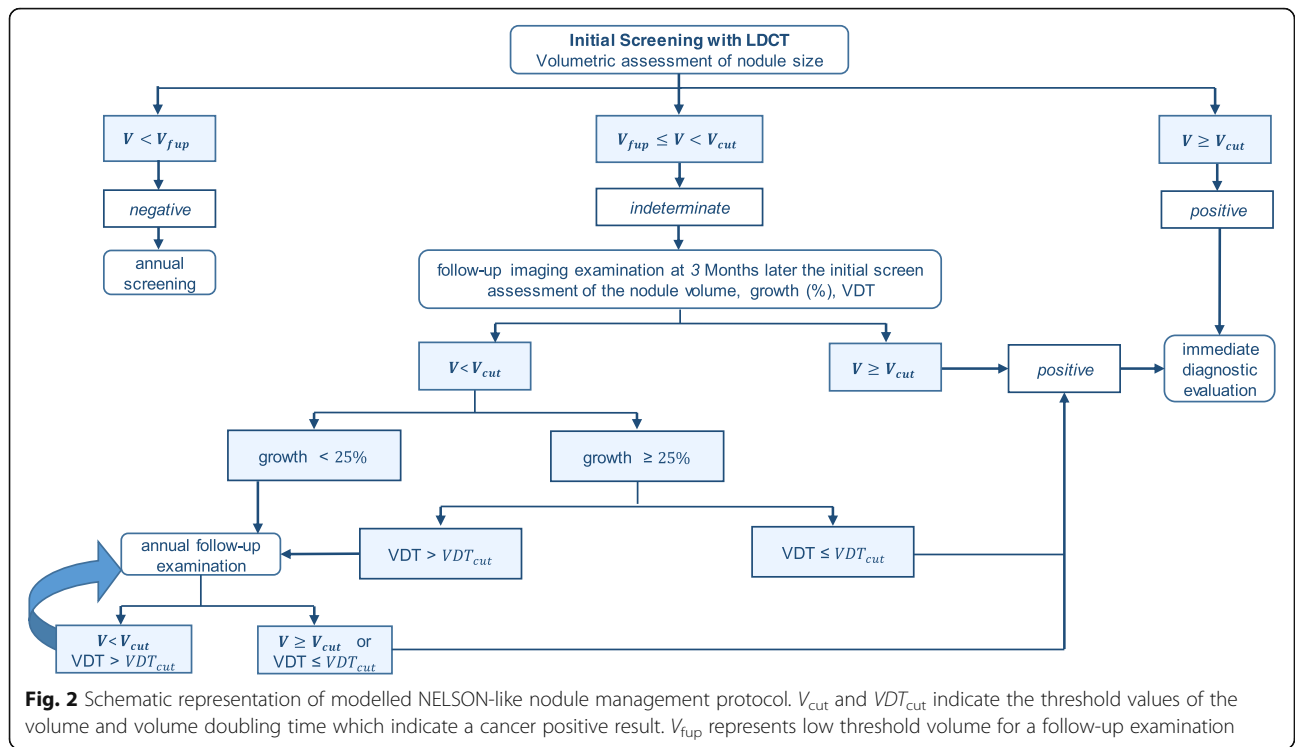 Initial Screening with LDCT
Volumetric assessment of nodule size
V < V_fup
V_fup ≤ V < V_cut
V ≥ V_cut
negative
indeterminate
positive
annual
screening
follow-up imaging examination at 3 Months later the initial screen
assessment of the nodule volume, growth (%), VDT
V < V_cut
V ≥ V_cut
positive
immediate
diagnostic
evaluation
growth < 25%
growth ≥ 25%
annual follow-up
examination
VDT > VDT_cut
VDT ≤ VDT_cut
V < V_cut
VDT > VDT_cut
V ≥ V_cut or
VDT ≤ VDT_cut
Fig. 2 Schematic representation of modelled NELSON-like nodule management protocol. V_cut and VDT_cut indicate the threshold values of the
volume and volume doubling time which indicate a cancer positive result. V_fup represents low threshold volume for a follow-up examination